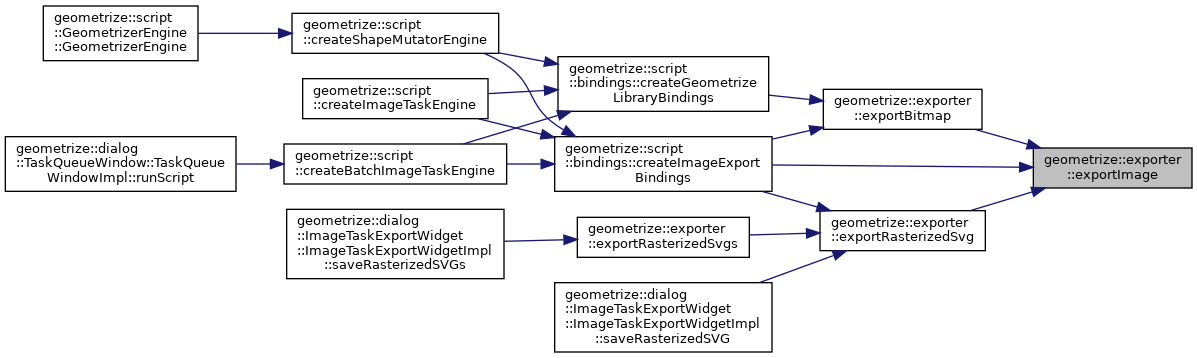 geometrize::script
::GeometrizerEngine
::GeometrizerEngine
geometrize::script
::createShapeMutatorEngine
geometrize::script
::bindings::createGeometrize
LibraryBindings
geometrize::script
::createImageTaskEngine
geometrize::exporter
::exportBitmap
geometrize::dialog
::TaskQueueWindow::TaskQueue
WindowImpl::runScript
geometrize::script
::createBatchImageTaskEngine
geometrize::script
::bindings::createImageExport
Bindings
geometrize::exporter
::exportImage
geometrize::dialog
::ImageTaskExportWidget
::ImageTaskExportWidgetImpl
::saveRasterizedSVGs
geometrize::exporter
::exportRasterizedSvgs
geometrize::exporter
::exportRasterizedSvg
geometrize::dialog
::ImageTaskExportWidget
::ImageTaskExportWidgetImpl
::saveRasterizedSVG